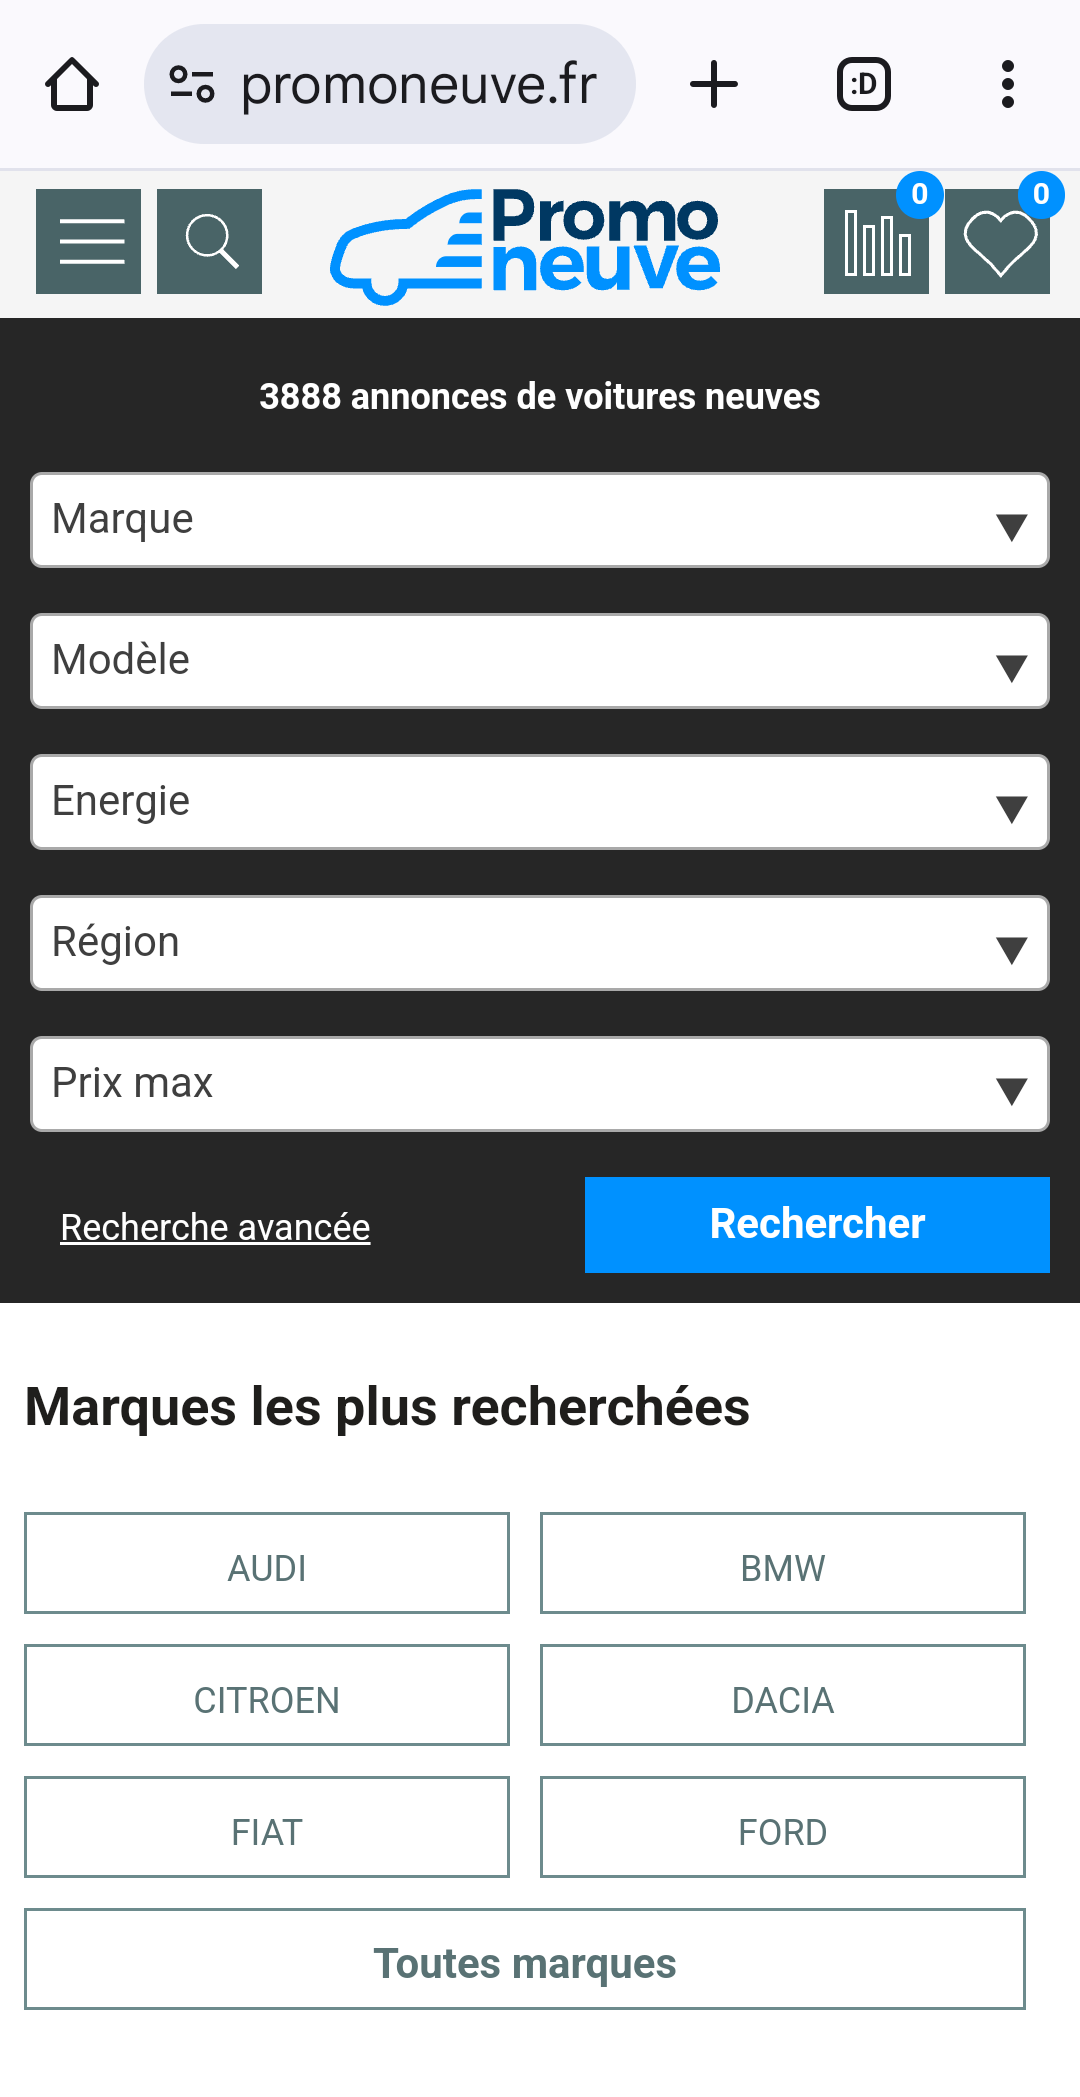 promoneuve.fr
:D
Promo
neuve
0
0
3888 annonces de voitures neuves
Marque
Modèle
Energie
Région
Prix max
Recherche avancée
Rechercher
Marques les plus recherchées
AUDI
BMW
CITROEN
DACIA
FIAT
FORD
Toutes marques